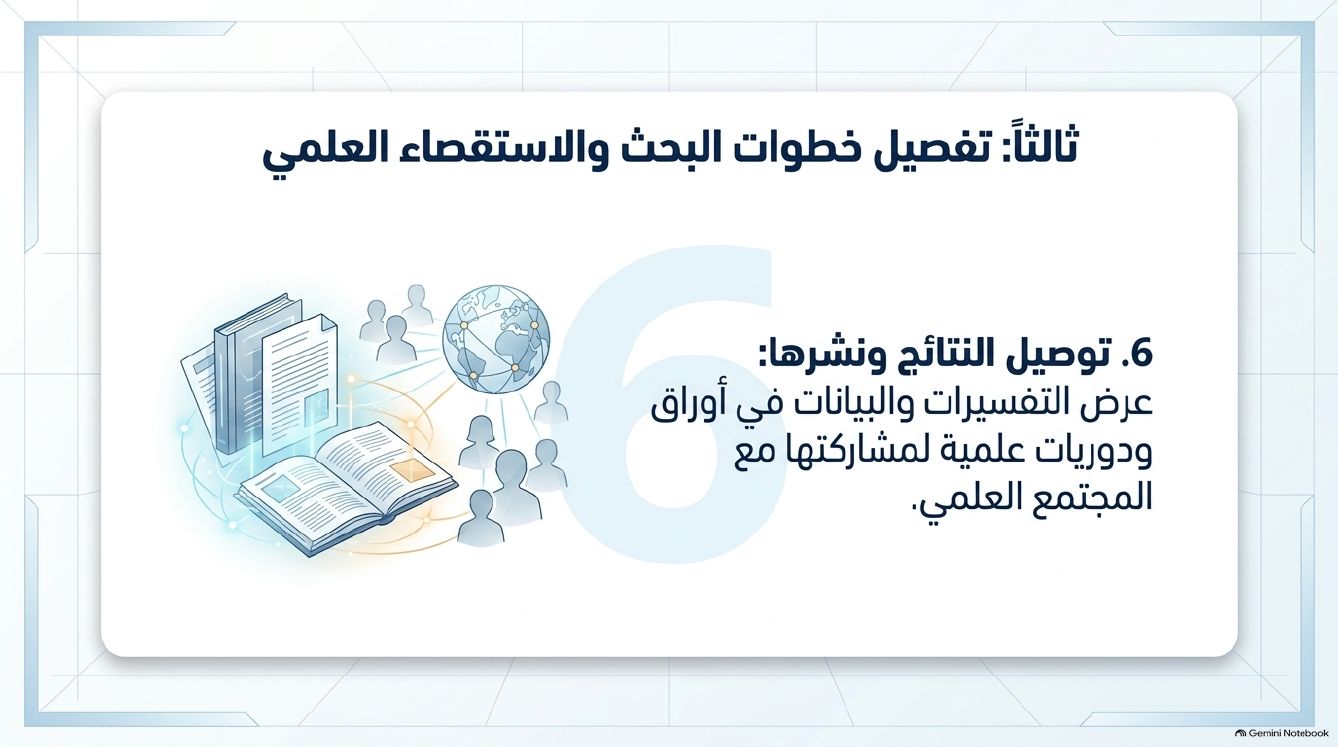 ثالثاً: تفصيل خطوات البحث والاستقصاء العلمي
6
6. توصيل النتائج ونشرها:
عرض التفسيرات والبيانات في أوراق
ودوريات علمية لمشاركتها مع
المجتمع العلمي.
Gemini Notebook